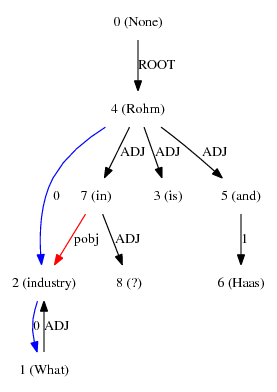 0 (None)
ROOT
4 (Rohm)
ADJ ADJ ADJ
0 7 (in) 3 (is) 5 (and)
pobj ADJ 1
2 (industry) 8 (?) 6 (Haas)
0 ADJ
1 (What)